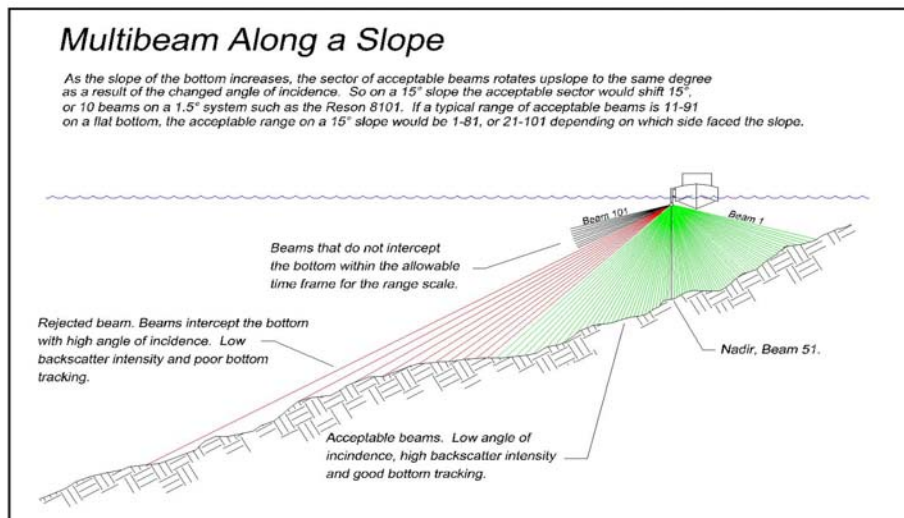 Multibeam Along a Slope
As the slope of the bottom increases, the sector of acceptable beams rotates upslope to the same degree
as a result of the changed angle of incidence. So on a 15° slope the acceptable sector would shift 15°,
or 10 beams on a 1.5° system such as the Reson 8101. If a typical range of acceptable beams is 11-91
on a flat bottom, the acceptable range on a 15° slope would be 1-81, or 21-101 depending on which side faced the slope.
Beam 101
Beam 1
Beams that do not intercept
the bottom within the allowable
time frame for the range scale.
Rejected beam. Beams intercept the bottom
with high angle of incidence. Low
backscatter intensity and poor bottom
tracking.
Nadir, Beam 51.
Acceptable beams. Low angle of
incindence, high backscatter intensity
and good bottom tracking.